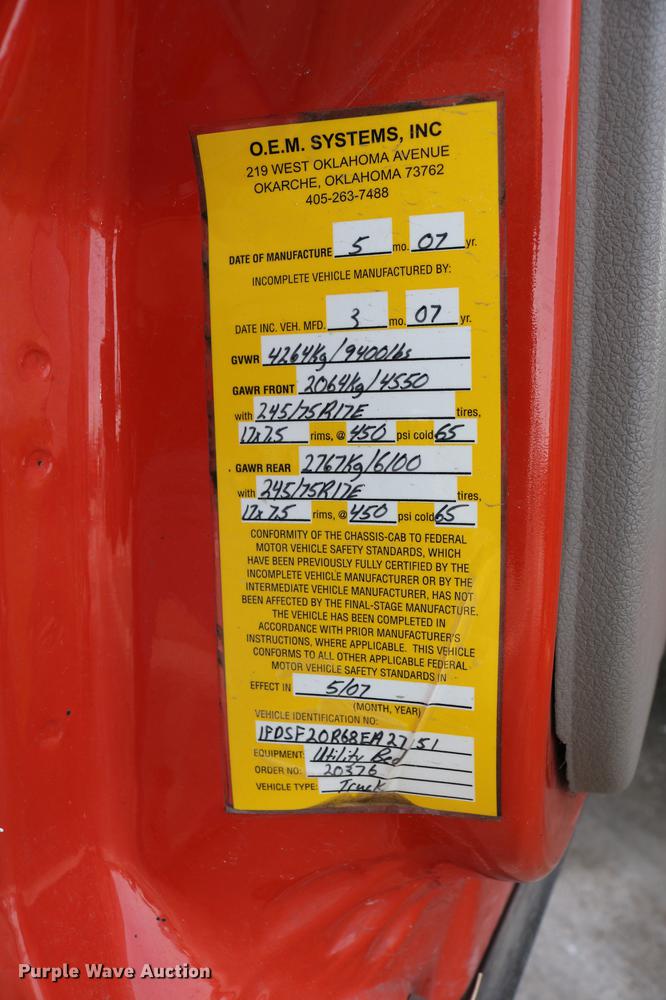 O.E.M. SYSTEMS, INC
219 WEST OKLAHOMA AVENUE
OKARCHE, OKLAHOMA 73762
405-263-7488
DATE OF MANUFACTURE 5 mo. 07 yr.
INCOMPLETE VEHICLE MANUFACTURED BY:
DATE INC. VEH. MFD. 3 mo. 07 yr.
GVWR 4264kg/9400lbs
GAWR FRONT 2064kg/4550
with 245/75R17E tires,
17x7.5 rims, @ 450 psi cold 65
GAWR REAR 2767kg/6100
with 245/75R17E tires,
17x7.5 rims, @ 450 psi cold 65
CONFORMITY OF THE CHASSIS-CAB TO FEDERAL
MOTOR VEHICLE SAFETY STANDARDS, WHICH
HAVE BEEN PREVIOUSLY FULLY CERTIFIED BY THE
INCOMPLETE VEHICLE MANUFACTURER OR BY THE
INTERMEDIATE VEHICLE MANUFACTURER, HAS NOT
BEEN AFFECTED BY THE FINAL-STAGE MANUFACTURE.
THE VEHICLE HAS BEEN COMPLETED IN
ACCORDANCE WITH PRIOR MANUFACTURER'S
INSTRUCTIONS, WHERE APPLICABLE. THIS VEHICLE
CONFORMS TO ALL OTHER APPLICABLE FEDERAL
MOTOR VEHICLE SAFETY STANDARDS IN
EFFECT IN 5/07
(MONTH, YEAR)
VEHICLE IDENTIFICATION NO:
EQUIPMENT: Utility Bed
ORDER NO: 20376
VEHICLE TYPE: Truck
Purple Wave Auction